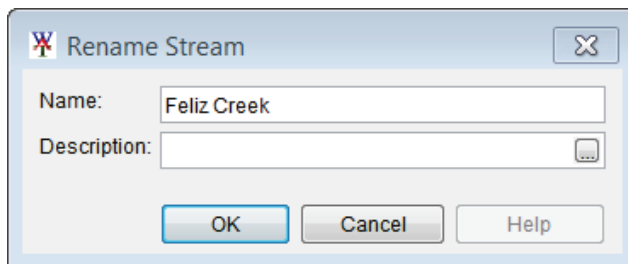 Rename Stream
Name: Feliz Creek
Description: ...
OK Cancel Help